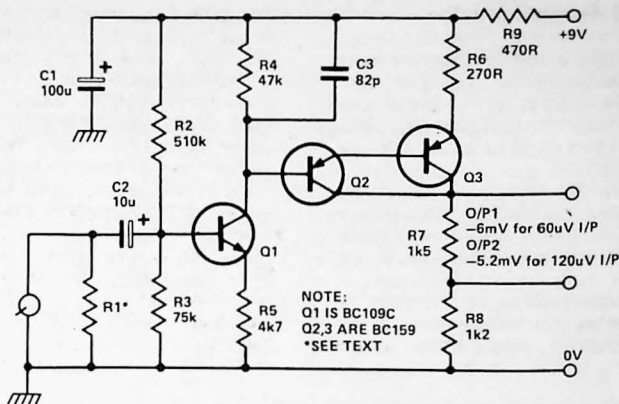 C1
100u
+
R2
510k
R4
47k
C3
82p
R9
470R
+9V
R6
270R
C2
10u
+
Q1
Q2
Q3
R1*
R3
75k
R5
4k7
R7
1k5
O/P1
–6mV for 60uV I/P
O/P2
–5.2mV for 120uV I/P
R8
1k2
NOTE:
Q1 IS BC109C
Q2,3 ARE BC159
*SEE TEXT
0V